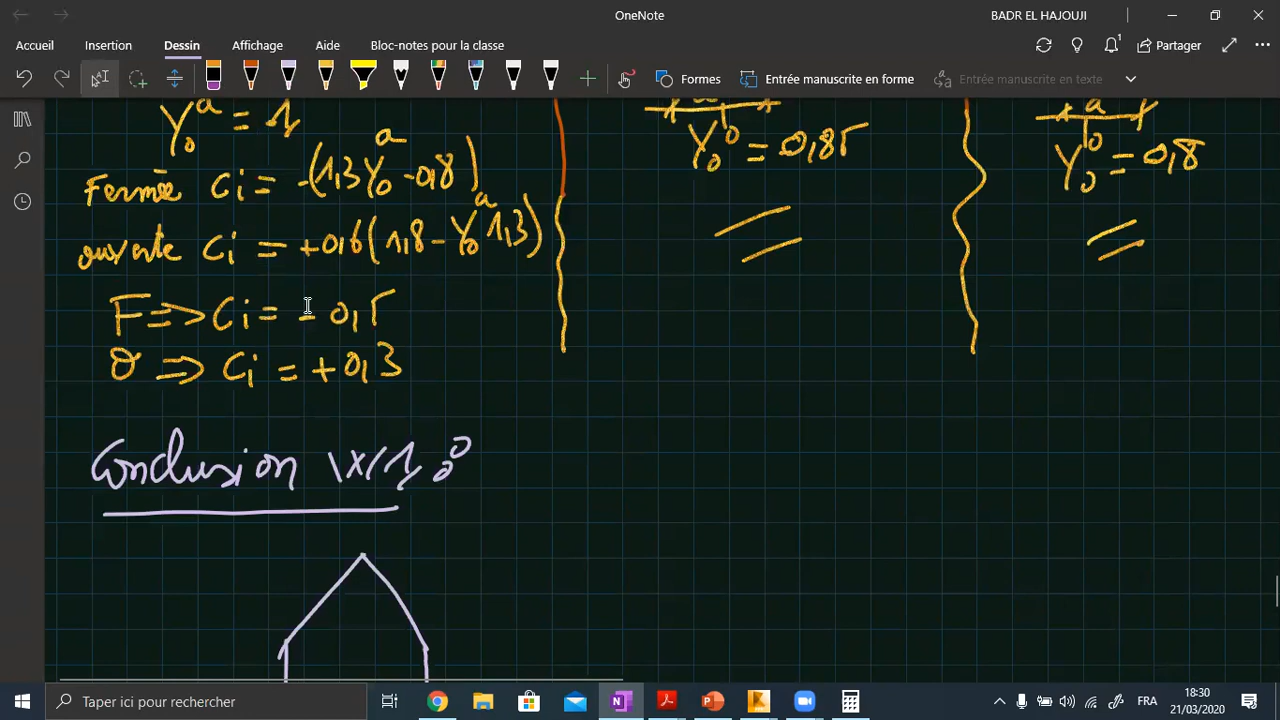 OneNote
BADR EL HAJOUJI
Accueil Insertion Dessin Affichage Aide Bloc-notes pour la classe
Partager
Formes
Entrée manuscrite en forme
Entrée manuscrite en texte
Y₀ᵃ = 1
Fermée Ci = -(1,3 Y₀ᵃ - 0,8)
ouverte Ci = +0,6(1,8 - Y₀ᵃ 1,3)
F => Ci = - 0,5
O => Ci = + 0,3
a
Y₀ᵇ = 0,85
a
Y₀ᵇ = 0,8
Conclusion
Taper ici pour rechercher
FRA
18:30
21/03/2020